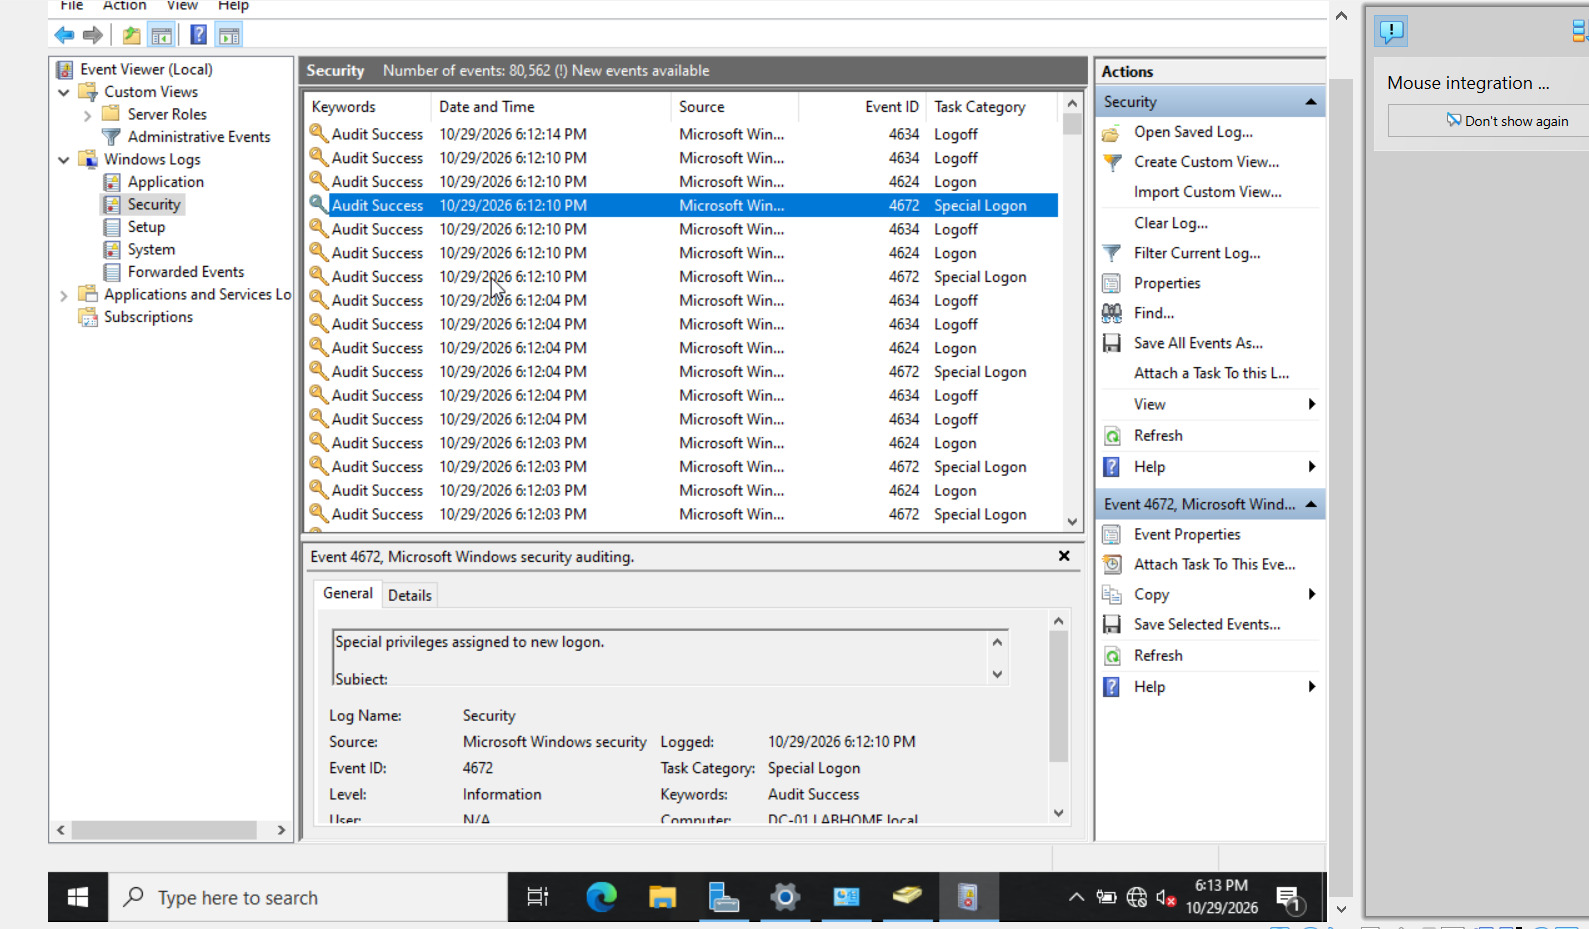 File Action View Help
Event Viewer (Local)
Custom Views
Server Roles
Administrative Events
Windows Logs
Application
Security
Setup
System
Forwarded Events
Applications and Services Lo
Subscriptions
Security Number of events: 80,562 (!) New events available
Keywords Date and Time Source Event ID Task Category
Audit Success 10/29/2026 6:12:14 PM Microsoft Win... 4634 Logoff
Audit Success 10/29/2026 6:12:10 PM Microsoft Win... 4634 Logoff
Audit Success 10/29/2026 6:12:10 PM Microsoft Win... 4624 Logon
Audit Success 10/29/2026 6:12:10 PM Microsoft Win... 4672 Special Logon
Audit Success 10/29/2026 6:12:10 PM Microsoft Win... 4634 Logoff
Audit Success 10/29/2026 6:12:10 PM Microsoft Win... 4624 Logon
Audit Success 10/29/2026 6:12:10 PM Microsoft Win... 4672 Special Logon
Audit Success 10/29/2026 6:12:04 PM Microsoft Win... 4634 Logoff
Audit Success 10/29/2026 6:12:04 PM Microsoft Win... 4634 Logoff
Audit Success 10/29/2026 6:12:04 PM Microsoft Win... 4624 Logon
Audit Success 10/29/2026 6:12:04 PM Microsoft Win... 4672 Special Logon
Audit Success 10/29/2026 6:12:04 PM Microsoft Win... 4634 Logoff
Audit Success 10/29/2026 6:12:04 PM Microsoft Win... 4634 Logoff
Audit Success 10/29/2026 6:12:03 PM Microsoft Win... 4624 Logon
Audit Success 10/29/2026 6:12:03 PM Microsoft Win... 4672 Special Logon
Audit Success 10/29/2026 6:12:03 PM Microsoft Win... 4624 Logon
Audit Success 10/29/2026 6:12:03 PM Microsoft Win... 4672 Special Logon
Event 4672, Microsoft Windows security auditing.
General Details
Special privileges assigned to new logon.
Subject:
Log Name: Security
Source: Microsoft Windows security Logged: 10/29/2026 6:12:10 PM
Event ID: 4672 Task Category: Special Logon
Level: Information Keywords: Audit Success
User: N/A Computer: DC-01.LABHOME.local
Actions
Security
Open Saved Log...
Create Custom View...
Import Custom View...
Clear Log...
Filter Current Log...
Properties
Find...
Save All Events As...
Attach a Task To this L...
View
Refresh
Help
Event 4672, Microsoft Wind...
Event Properties
Attach Task To This Eve...
Copy
Save Selected Events...
Refresh
Help
Mouse integration ...
Don't show again
Type here to search
6:13 PM
10/29/2026
1